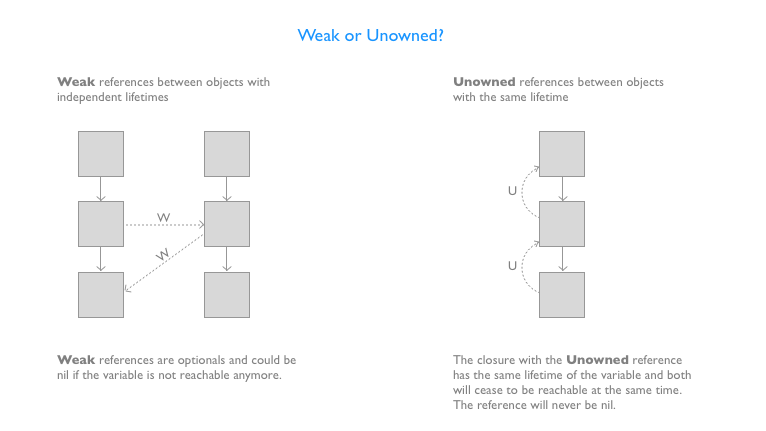 Weak or Unowned?
Weak references between objects with
independent lifetimes
Unowned references between objects
with the same lifetime
W
W
U
U
Weak references are optionals and could be
nil if the variable is not reachable anymore.
The closure with the Unowned reference
has the same lifetime of the variable and both
will cease to be reachable at the same time.
The reference will never be nil.